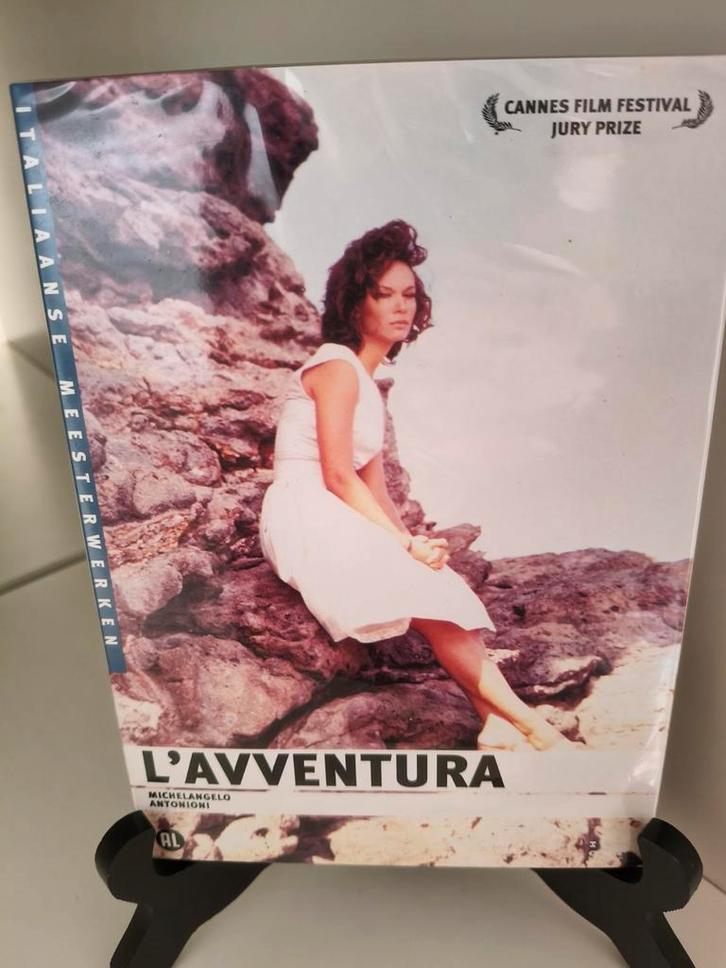 CANNES FILM FESTIVAL
JURY PRIZE
ITALIAANSE MEESTERWERKEN
L'AVVENTURA
MICHELANGELO
ANTONIONI
AL